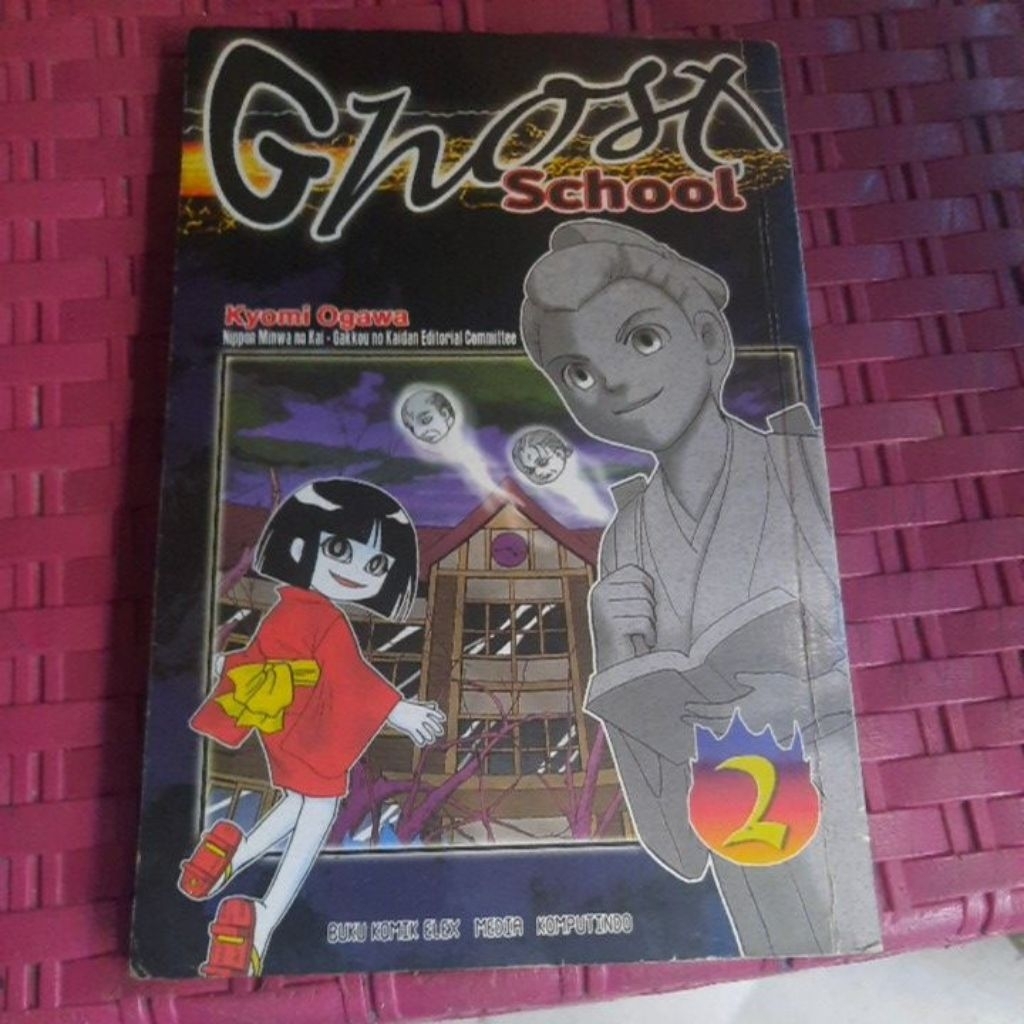 Ghost
School
Kyomi Ogawa
Nippon Minwa no Kai - Gakkou no Kaidan Editorial Committee
2
BUKU KOMIK ELEX MEDIA KOMPUTINDO